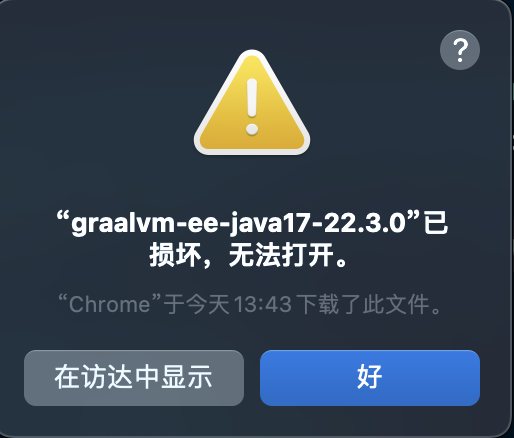 ?
“graalvm-ee-java17-22.3.0”已
损坏，无法打开。
“Chrome”于今天 13:43 下载了此文件。
在访达中显示
好